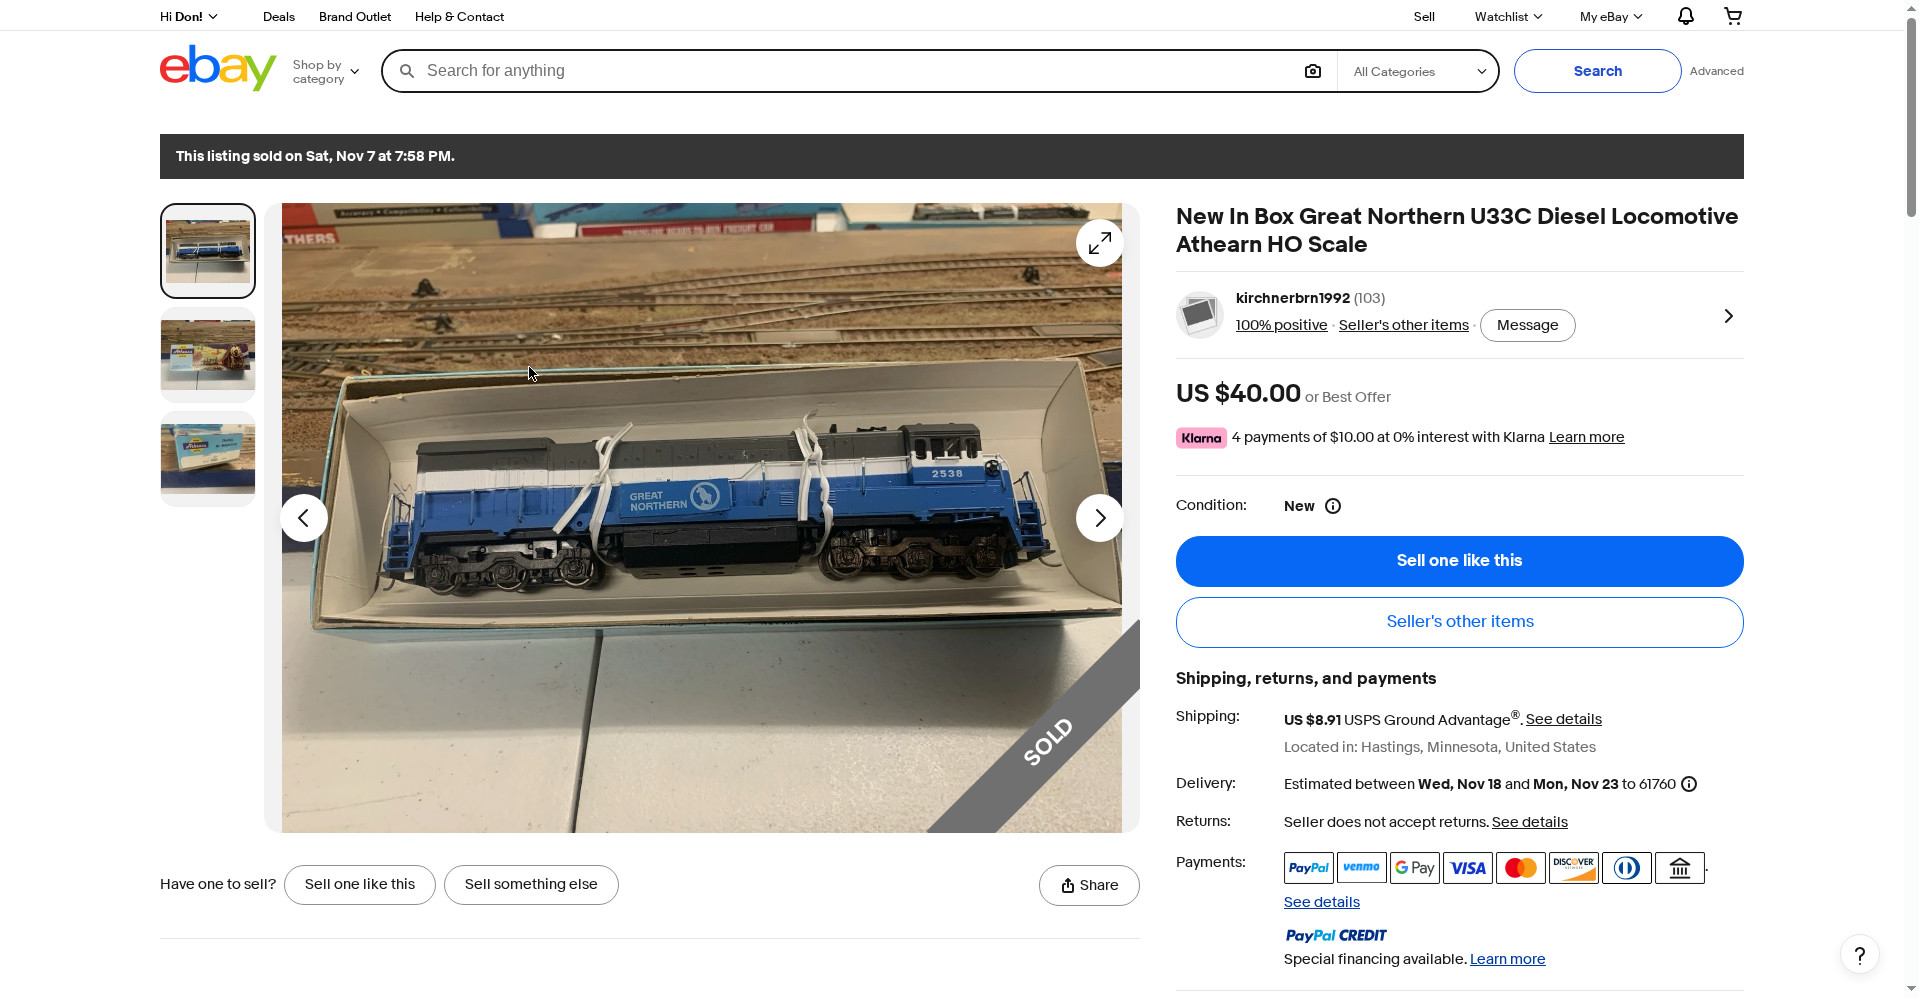 Hi Don!
Deals
Brand Outlet
Help & Contact
Sell
Watchlist
My eBay
ebay
Shop by category
Search for anything
All Categories
Search
Advanced
This listing sold on Sat, Nov 7 at 7:58 PM.
THERS
GREAT
NORTHERN
2538
SOLD
Have one to sell?
Sell one like this
Sell something else
Share
New In Box Great Northern U33C Diesel Locomotive
Athearn HO Scale
kirchnerbrn1992 (103)
100% positive · Seller's other items · Message
US $40.00 or Best Offer
Klarna 4 payments of $10.00 at 0% interest with Klarna Learn more
Condition: New
Sell one like this
Seller's other items
Shipping, returns, and payments
Shipping: US $8.91 USPS Ground Advantage®. See details
Located in: Hastings, Minnesota, United States
Delivery: Estimated between Wed, Nov 18 and Mon, Nov 23 to 61760
Returns: Seller does not accept returns. See details
Payments: PayPal venmo G Pay VISA DISCOVER .
See details
PayPal CREDIT
Special financing available. Learn more
?